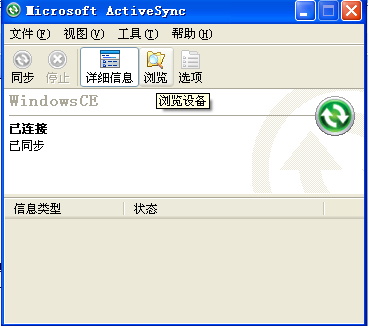 Microsoft ActiveSync
文件(F) 视图(V) 工具(T) 帮助(H)
同步 停止 详细信息 浏览 选项
浏览设备
WindowsCE
已连接
已同步
信息类型 状态